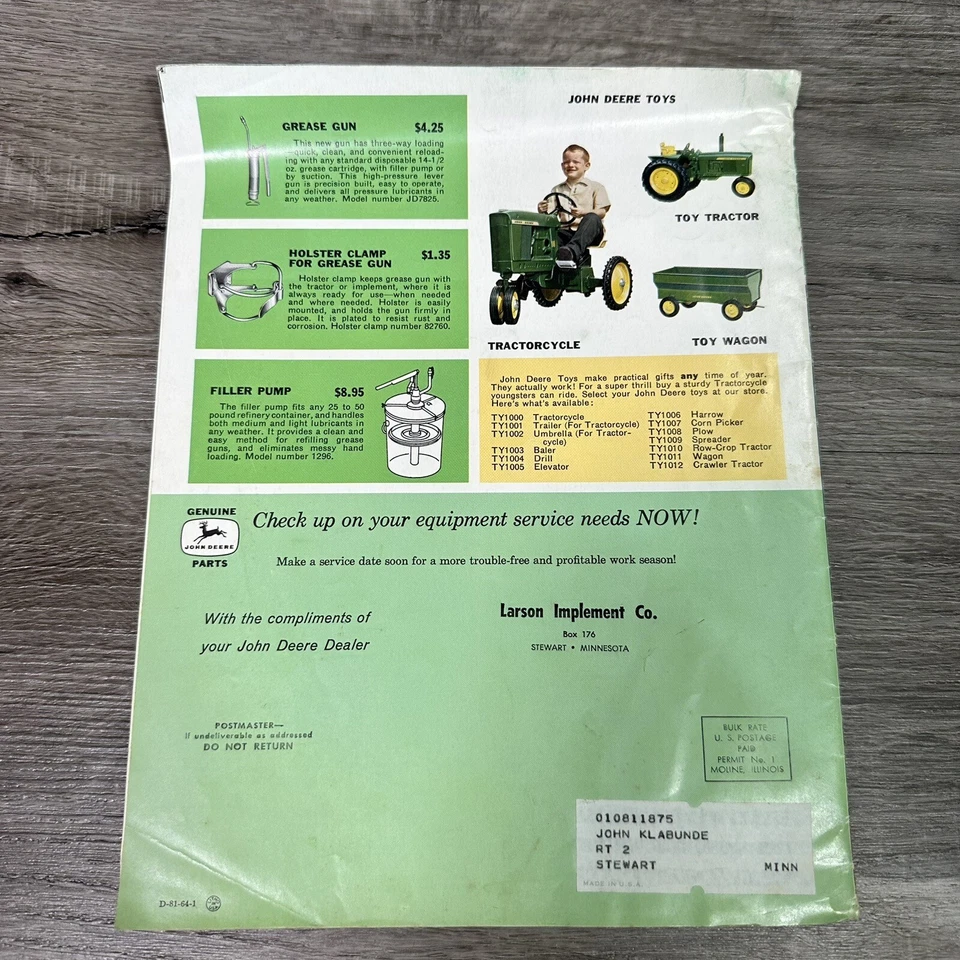 GREASE GUN $4.25
This new gun has three-way loading
—quick, clean, and convenient reload-
ing with any standard disposable 14-1/2
oz. grease cartridge, with filler pump or
by suction. This high-pressure lever
gun is precision built, easy to operate,
and delivers all pressure lubricants in
any weather. Model number JD7825.
HOLSTER CLAMP
FOR GREASE GUN $1.35
Holster clamp keeps grease gun with
the tractor or implement, where it is
always ready for use—when needed
and where needed. Holster is easily
mounted, and holds the gun firmly in
place. It is plated to resist rust and
corrosion. Holster clamp number 82760.
FILLER PUMP $8.95
The filler pump fits any 25 to 50
pound refinery container, and handles
both medium and light lubricants in
any weather. It provides a clean and
easy method for refilling grease
guns, and eliminates messy hand
loading. Model number 1296.
JOHN DEERE TOYS
TOY TRACTOR
TRACTORCYCLE
TOY WAGON
John Deere Toys make practical gifts any time of year.
They actually work! For a super thrill buy a sturdy Tractorcycle
youngsters can ride. Select your John Deere toys at our store.
Here's what's available:
TY1000 Tractorcycle
TY1001 Trailer (For Tractorcycle)
TY1002 Umbrella (For Tractor-
cycle)
TY1003 Baler
TY1004 Drill
TY1005 Elevator
TY1006 Harrow
TY1007 Corn Picker
TY1008 Plow
TY1009 Spreader
TY1010 Row-Crop Tractor
TY1011 Wagon
TY1012 Crawler Tractor
GENUINE
JOHN DEERE
PARTS
Check up on your equipment service needs NOW!
Make a service date soon for a more trouble-free and profitable work season!
With the compliments of
your John Deere Dealer
Larson Implement Co.
Box 176
STEWART • MINNESOTA
POSTMASTER—
If undeliverable as addressed
DO NOT RETURN
BULK RATE
U. S. POSTAGE
PAID
PERMIT No. 1
MOLINE, ILLINOIS
010811875
JOHN KLABUNDE
RT 2
STEWART MINN
MADE IN U.S.A.
D-81-64-1